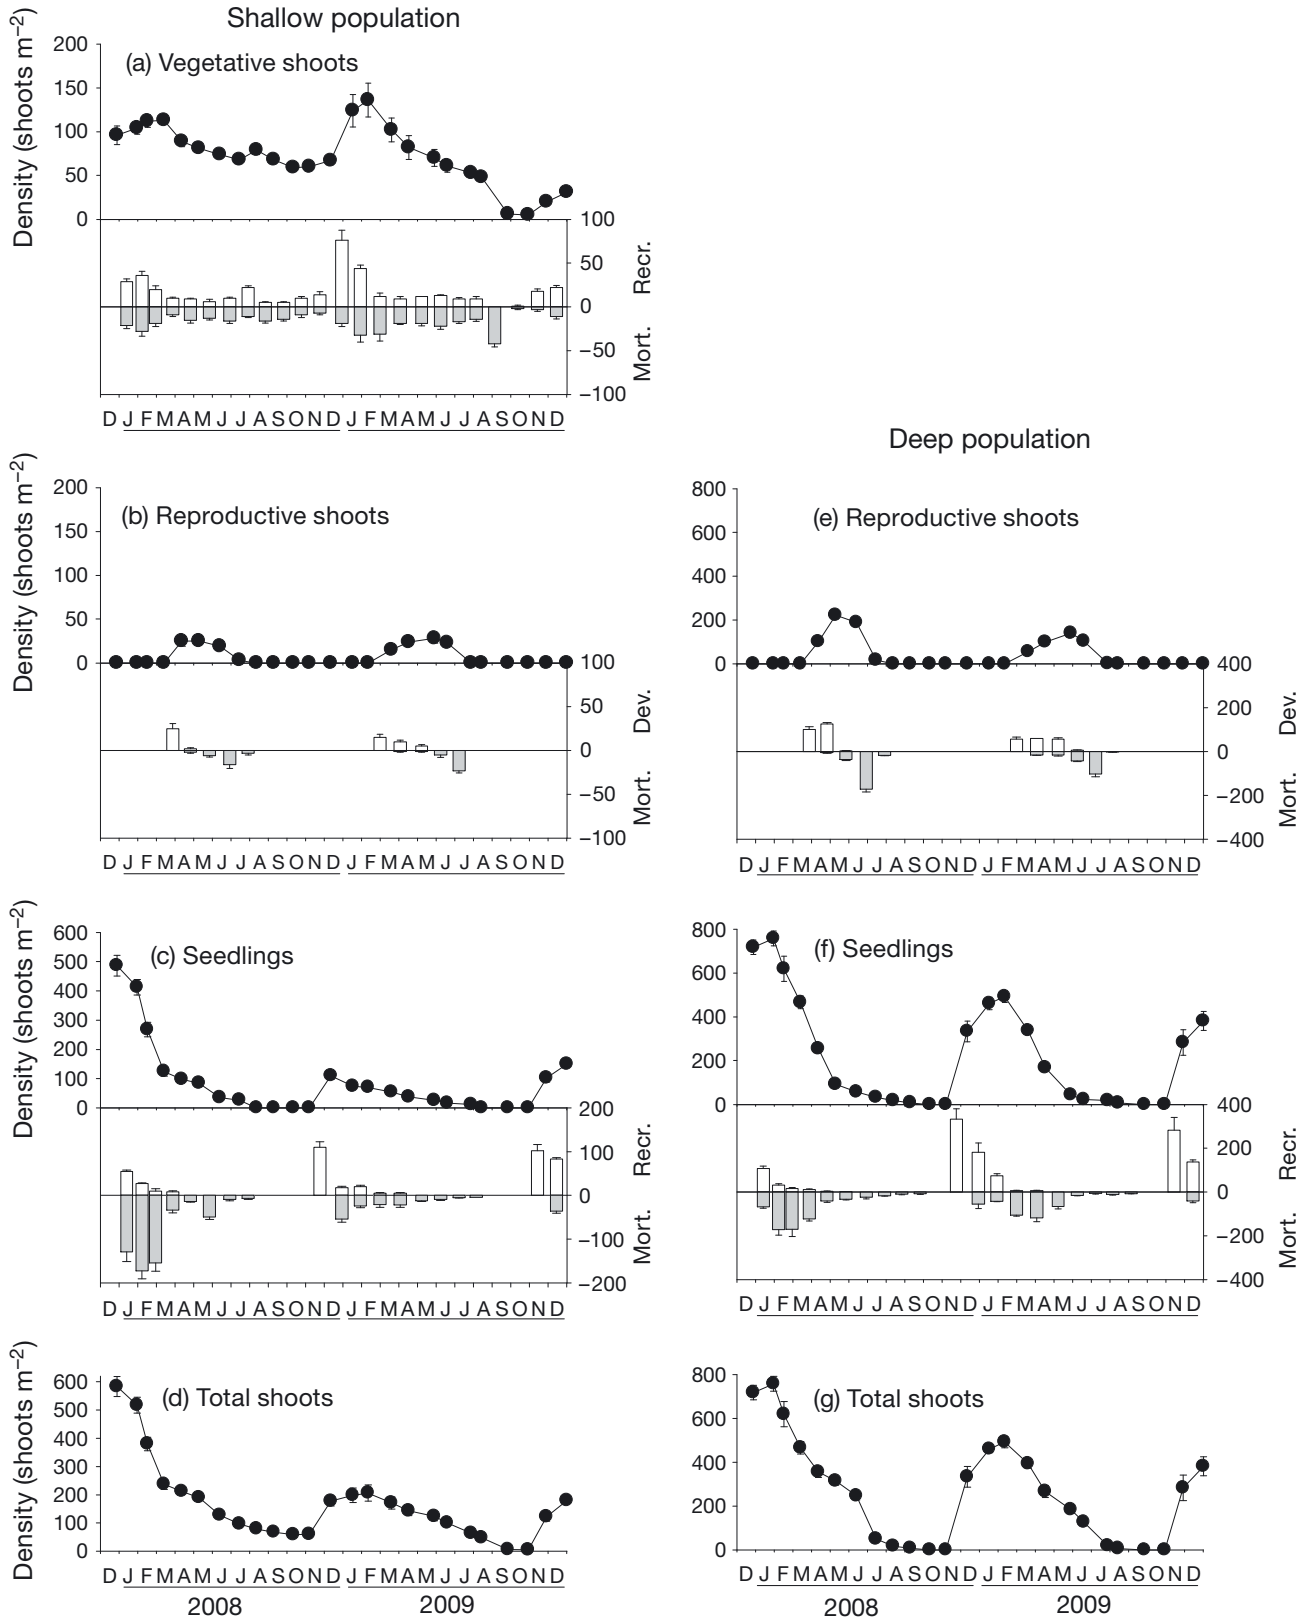 Shallow population
(a) Vegetative shoots
Density (shoots m−2)
200
150
100
50
0
100
50
0
−50
−100
Recr.
Mort.
D J F M A M J J A S O N D J F M A M J J A S O N D
Deep population
(b) Reproductive shoots
Density (shoots m−2)
200
150
100
50
0
100
50
0
−50
−100
Dev.
Mort.
D J F M A M J J A S O N D J F M A M J J A S O N D
(e) Reproductive shoots
800
600
400
200
0
400
200
0
−200
−400
Dev.
Mort.
D J F M A M J J A S O N D J F M A M J J A S O N D
(c) Seedlings
Density (shoots m−2)
600
500
400
300
200
100
0
200
100
0
−100
−200
Recr.
Mort.
D J F M A M J J A S O N D J F M A M J J A S O N D
(f) Seedlings
800
600
400
200
0
400
200
0
−200
−400
Recr.
Mort.
D J F M A M J J A S O N D J F M A M J J A S O N D
(d) Total shoots
Density (shoots m−2)
600
500
400
300
200
100
0
D J F M A M J J A S O N D J F M A M J J A S O N D
2008 2009
(g) Total shoots
800
600
400
200
0
D J F M A M J J A S O N D J F M A M J J A S O N D
2008 2009